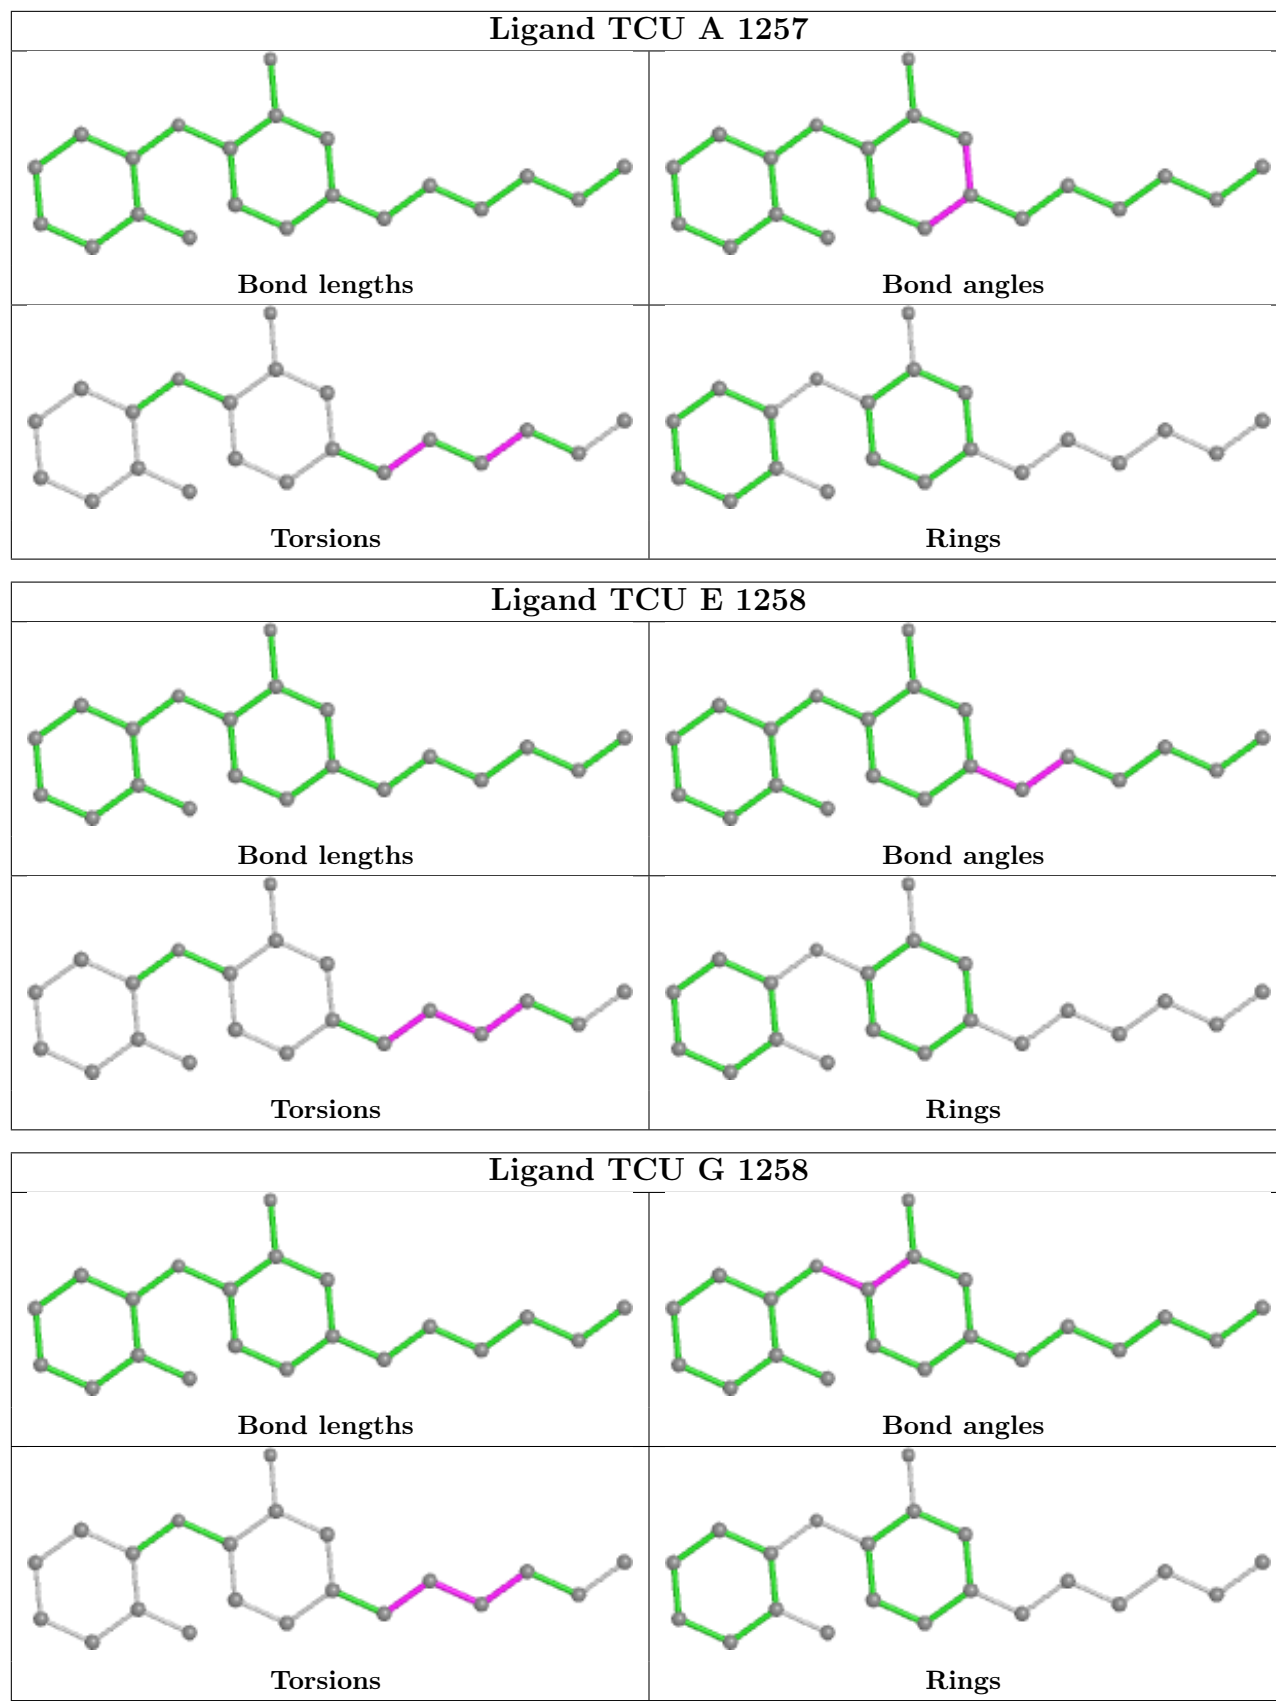 Ligand TCU A 1257
Bond lengths
Bond angles
Torsions
Rings
Ligand TCU E 1258
Bond lengths
Bond angles
Torsions
Rings
Ligand TCU G 1258
Bond lengths
Bond angles
Torsions
Rings